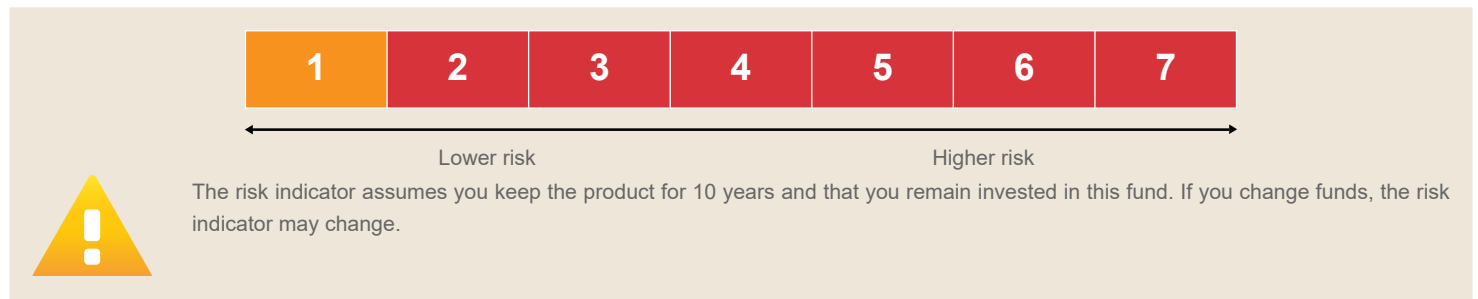 1 2 3 4 5 6 7
Lower risk Higher risk
The risk indicator assumes you keep the product for 10 years and that you remain invested in this fund. If you change funds, the risk
indicator may change.